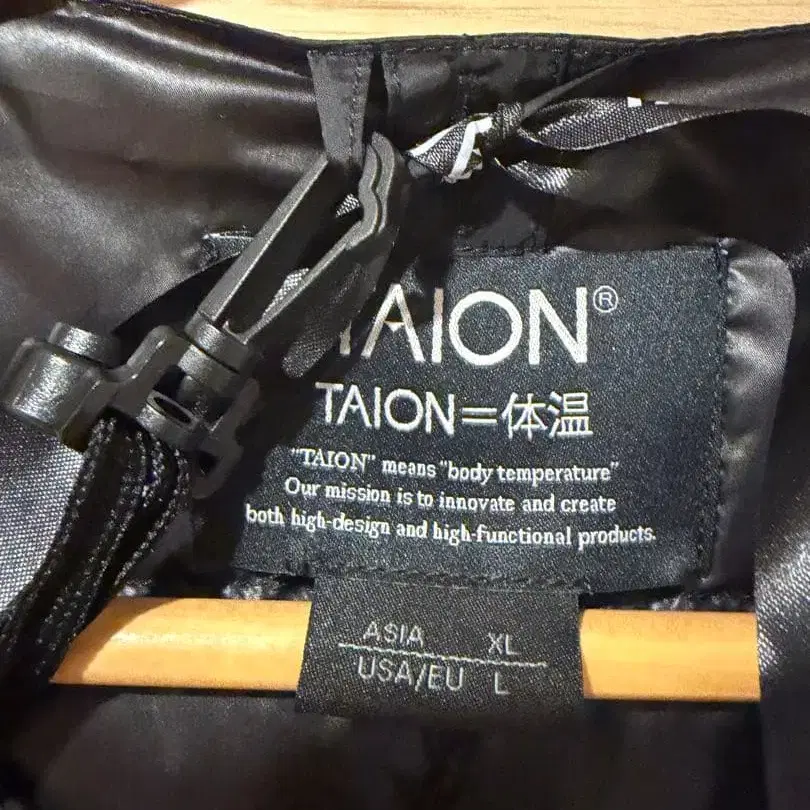 TAION®
TAION=体温
"TAION" means "body temperature"
Our mission is to innovate and create
both high-design and high-functional products.
ASIA XL
USA/EU L